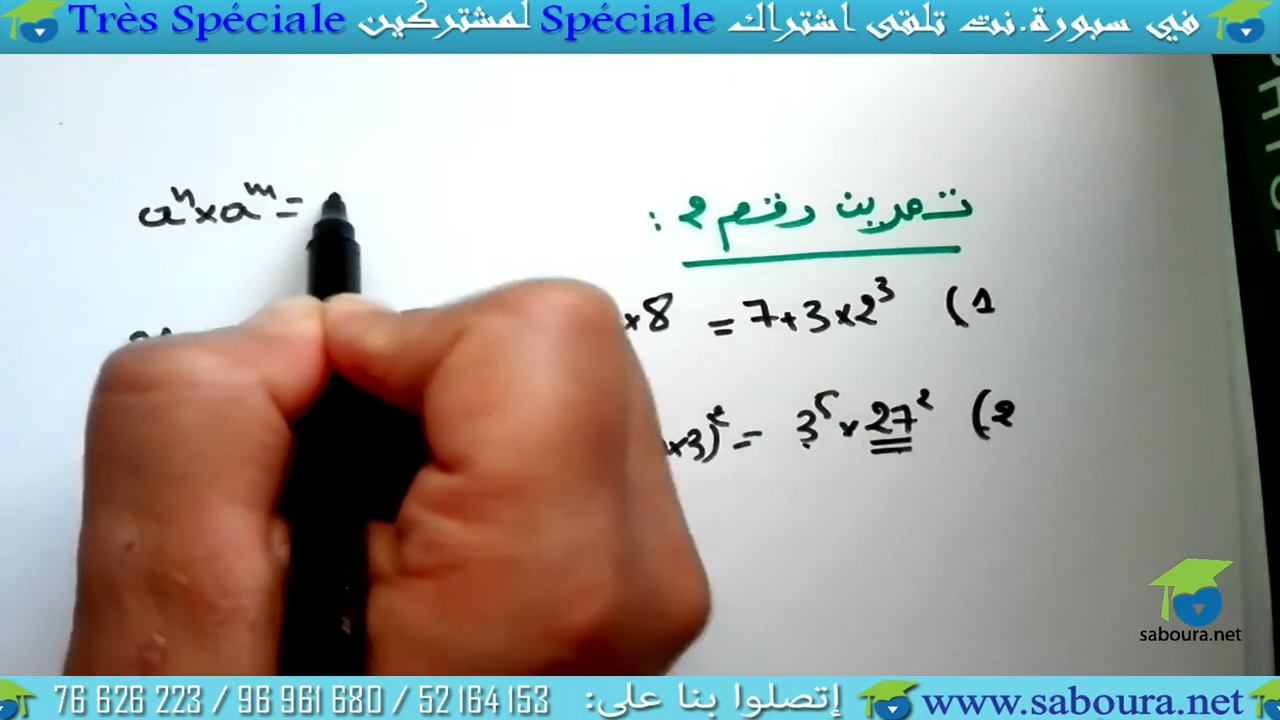 في سبورة.نت تلقى اشتراك Spéciale لمشتركين Très Spéciale
aⁿ×aᵐ=
تمرين رقم 2 :
×8 = 7+3×2³ (1
×3)² = 3⁵×27² (2
saboura.net
76 626 223 / 96 961 680 / 52 164 153 إتصلوا بنا على: www.saboura.net